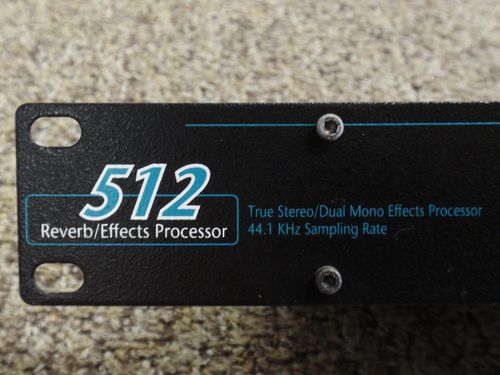 512
Reverb/Effects Processor
True Stereo/Dual Mono Effects Processor
44.1 KHz Sampling Rate